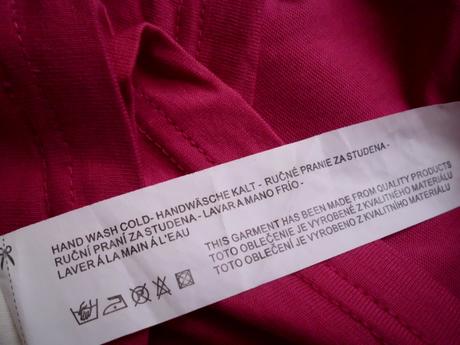 HAND WASH COLD- HANDWÄSCHE KALT - RUČNÉ PRANIE ZA STUDENA -
RUČNÍ PRANÍ ZA STUDENA - LAVAR A MANO FRÍO -
LAVER Á LA MAIN Á L'EAU
THIS GARMENT HAS BEEN MADE FROM QUALITY PRODUCTS
TOTO OBLEČENJE JE VYROBENÉ Z KVALITNÉHO MATERIÁLU
TOTO OBLEČENÍ JE VYROBENO Z KVALITNÍHO MATERIÁLU